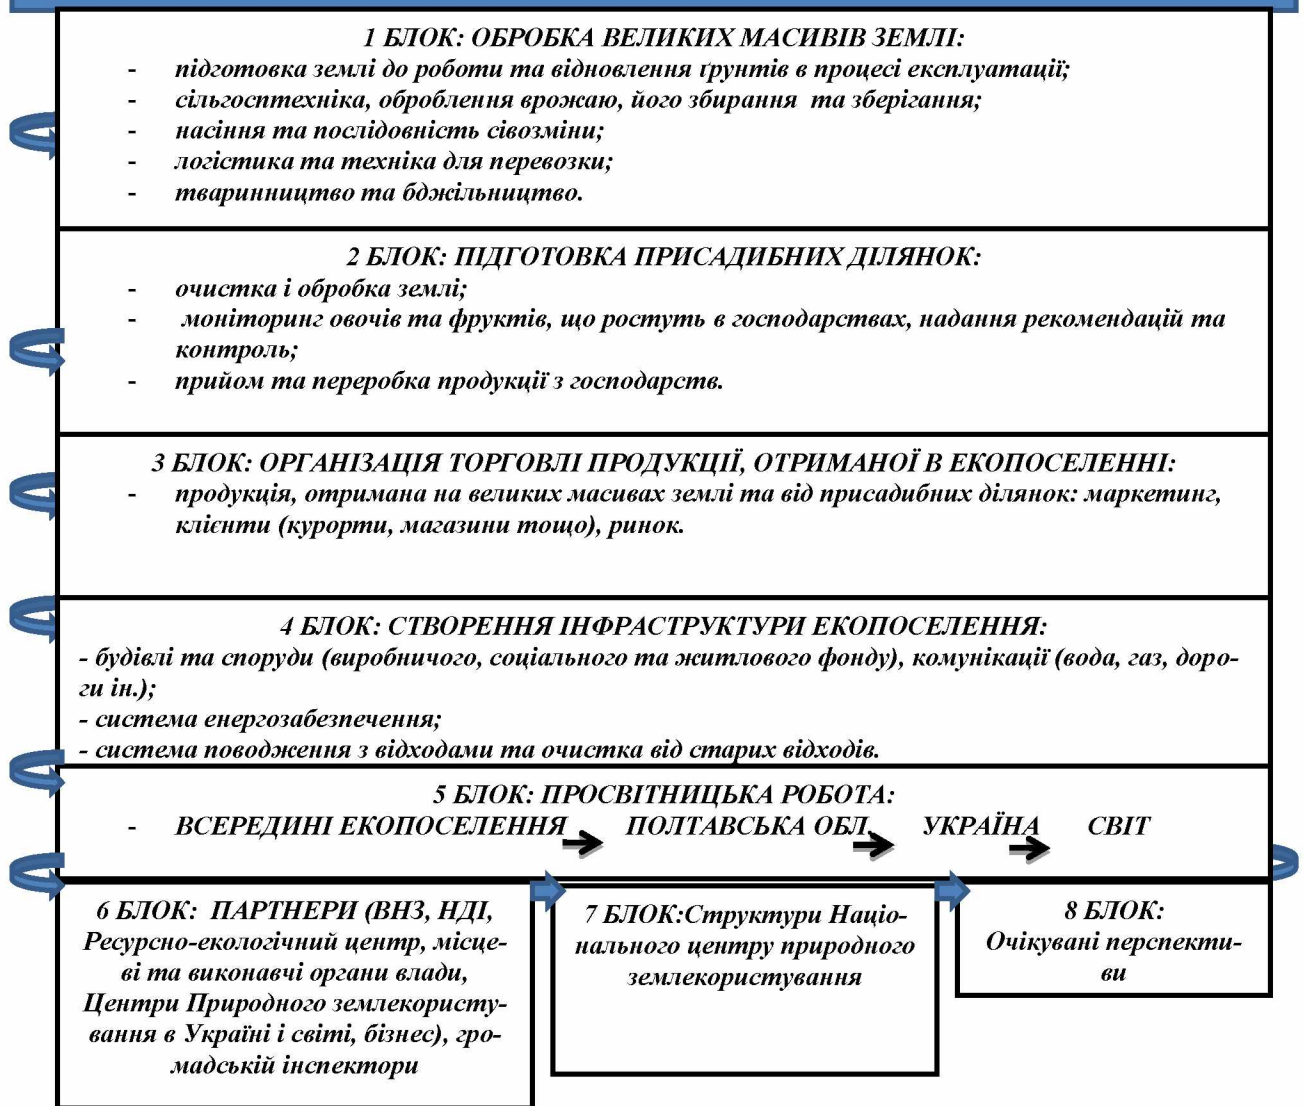 1 БЛОК: ОБРОБКА ВЕЛИКИХ МАСИВІВ ЗЕМЛІ:
- підготовка землі до роботи та відновлення ґрунтів в процесі експлуатації;
- сільгосптехніка, оброблення врожаю, його збирання та зберігання;
- насіння та послідовність сівозміни;
- логістика та техніка для перевозки;
- тваринництво та бджільництво.
2 БЛОК: ПІДГОТОВКА ПРИСАДИБНИХ ДІЛЯНОК:
- очистка і обробка землі;
- моніторинг овочів та фруктів, що ростуть в господарствах, надання рекомендацій та
контроль;
- прийом та переробка продукції з господарств.
3 БЛОК: ОРГАНІЗАЦІЯ ТОРГОВЛІ ПРОДУКЦІЇ, ОТРИМАНОЇ В ЕКОПОСЕЛЕННІ:
- продукція, отримана на великих масивах землі та від присадибних ділянок: маркетинг,
клієнти (курорти, магазини тощо), ринок.
4 БЛОК: СТВОРЕННЯ ІНФРАСТРУКТУРИ ЕКОПОСЕЛЕННЯ:
- будівлі та споруди (виробничого, соціального та житлового фонду), комунікації (вода, газ, доро-
ги ін.);
- система енергозабезпечення;
- система поводження з відходами та очистка від старих відходів.
5 БЛОК: ПРОСВІТНИЦЬКА РОБОТА:
- ВСЕРЕДИНІ ЕКОПОСЕЛЕННЯ ПОЛТАВСЬКА ОБЛ. УКРАЇНА СВІТ
6 БЛОК: ПАРТНЕРИ (ВНЗ, НДІ,
Ресурсно-екологічний центр, місце-
ві та виконавчі органи влади,
Центри Природного землекористу-
вання в Україні і світі, бізнес), гро-
мадській інспектори
7 БЛОК:Структури Націо-
нального центру природного
землекористування
8 БЛОК:
Очікувані перспекти-
ви